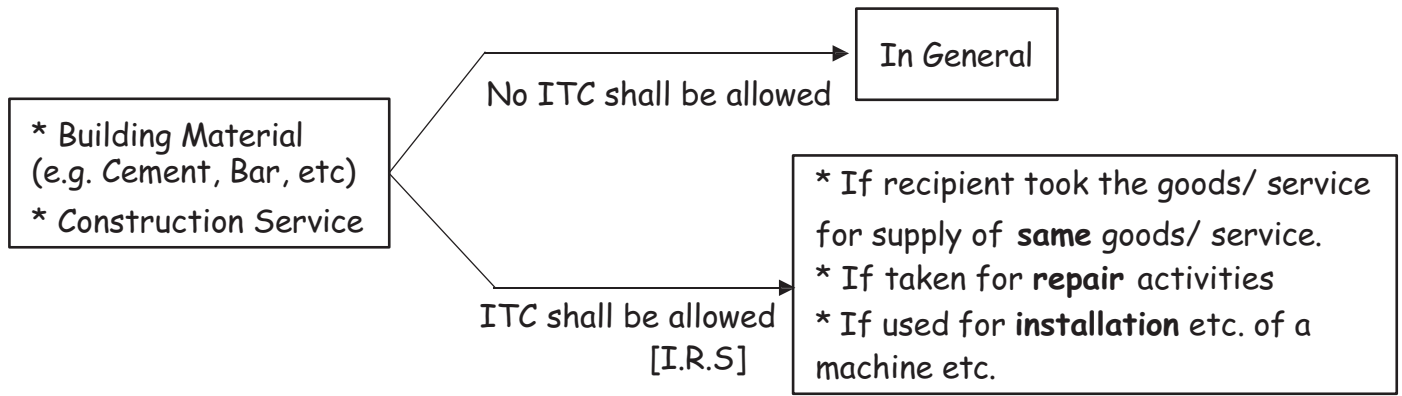 In General
No ITC shall be allowed
* Building Material
(e.g. Cement, Bar, etc)
* Construction Service
* If recipient took the goods/ service
for supply of same goods/ service.
* If taken for repair activities
* If used for installation etc. of a
machine etc.
ITC shall be allowed
[I.R.S]